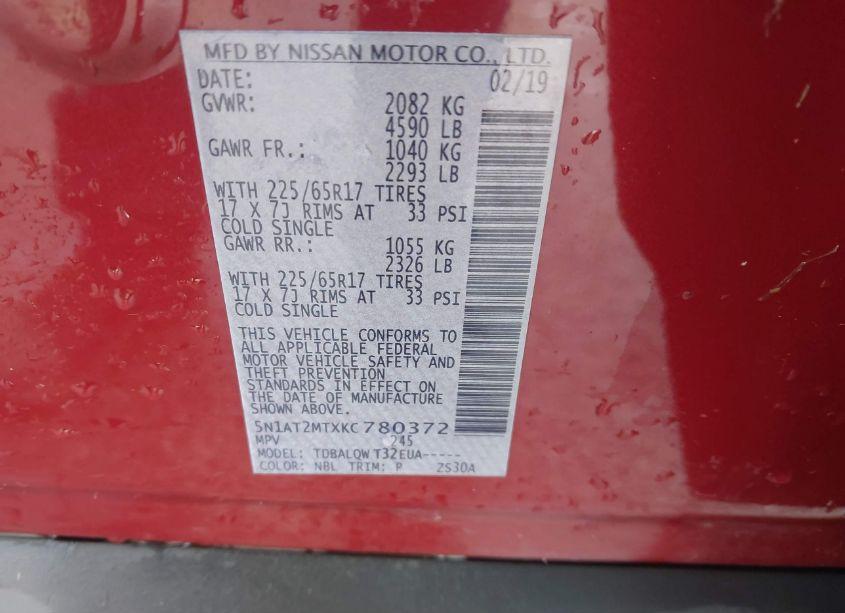 MFD BY NISSAN MOTOR CO., LTD.
DATE: 02/19
GVWR: 2082 KG
4590 LB
GAWR FR.: 1040 KG
2293 LB
WITH 225/65R17 TIRES
17 X 7J RIMS AT 33 PSI
COLD SINGLE
GAWR RR.: 1055 KG
2326 LB
WITH 225/65R17 TIRES
17 X 7J RIMS AT 33 PSI
COLD SINGLE
THIS VEHICLE CONFORMS TO
ALL APPLICABLE FEDERAL
MOTOR VEHICLE SAFETY AND
THEFT PREVENTION
STANDARDS IN EFFECT ON
THE DATE OF MANUFACTURE
SHOWN ABOVE.
5N1AT2MTXKC780372
MPV 245
MODEL: TDBALQW T32EUA-----
COLOR: NBL TRIM: P ZS30A